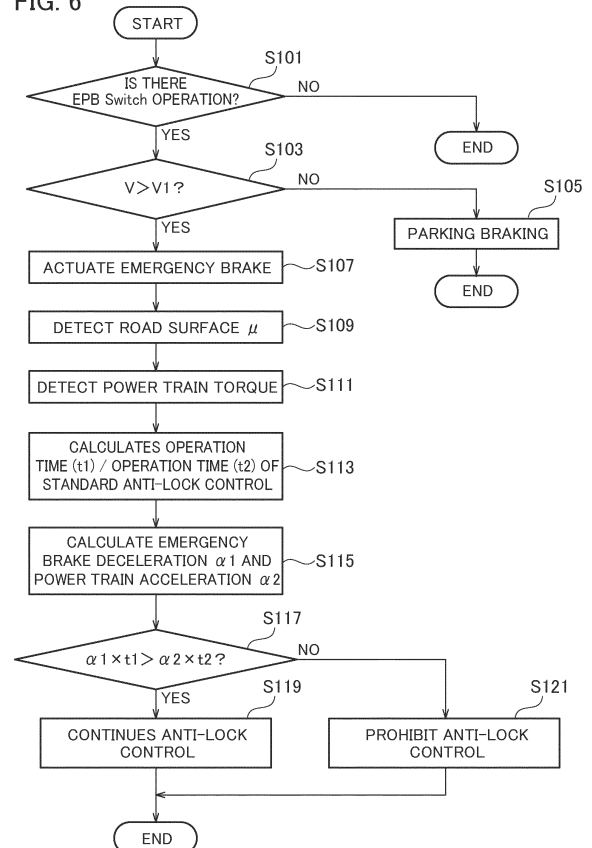 FIG. 6
START
S101
IS THERE
EPB Switch OPERATION?
NO
YES
END
S103
V>V1?
NO
YES
S105
PARKING BRAKING
END
ACTUATE EMERGENCY BRAKE
S107
DETECT ROAD SURFACE μ
S109
DETECT POWER TRAIN TORQUE
S111
CALCULATES OPERATION
TIME (t1) / OPERATION TIME (t2) OF
STANDARD ANTI-LOCK CONTROL
S113
CALCULATE EMERGENCY
BRAKE DECELERATION α1 AND
POWER TRAIN ACCELERATION α2
S115
S117
α1×t1>α2×t2?
NO
YES
S119
CONTINUES ANTI-LOCK
CONTROL
S121
PROHIBIT ANTI-LOCK
CONTROL
END